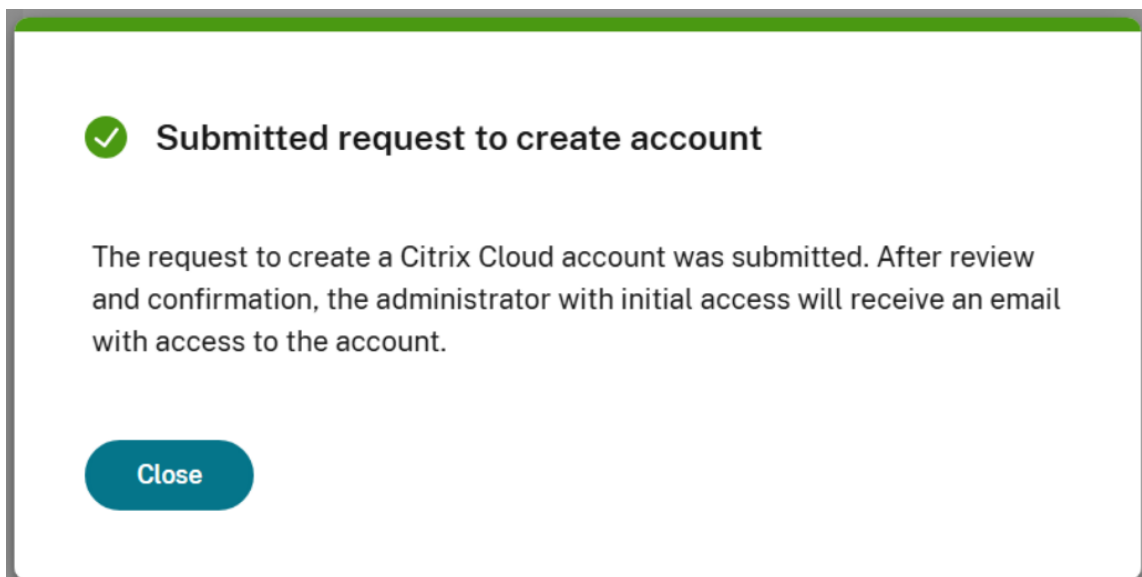 Submitted request to create account
The request to create a Citrix Cloud account was submitted. After review
and confirmation, the administrator with initial access will receive an email
with access to the account.
Close